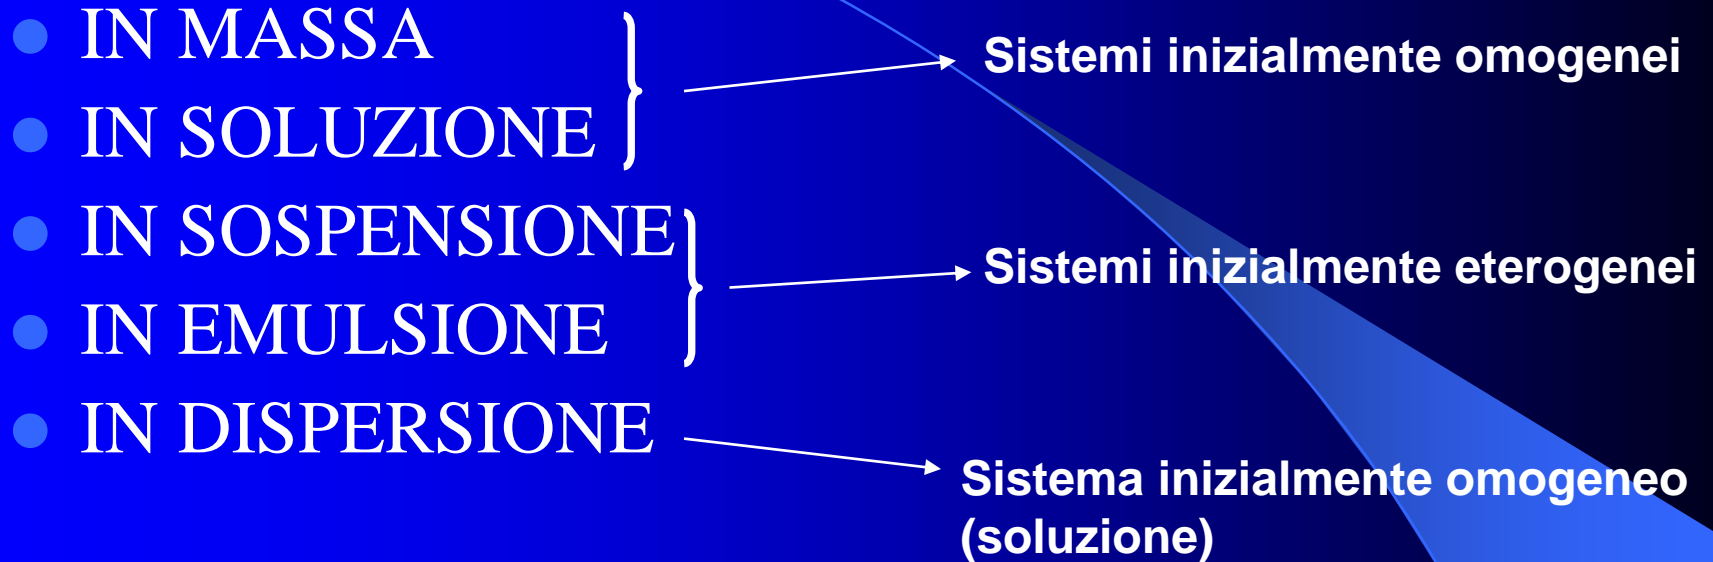 IN MASSA
IN SOLUZIONE
IN SOSPENSIONE
IN EMULSIONE
IN DISPERSIONE
Sistemi inizialmente omogenei
Sistemi inizialmente eterogenei
Sistema inizialmente omogeneo
(soluzione)